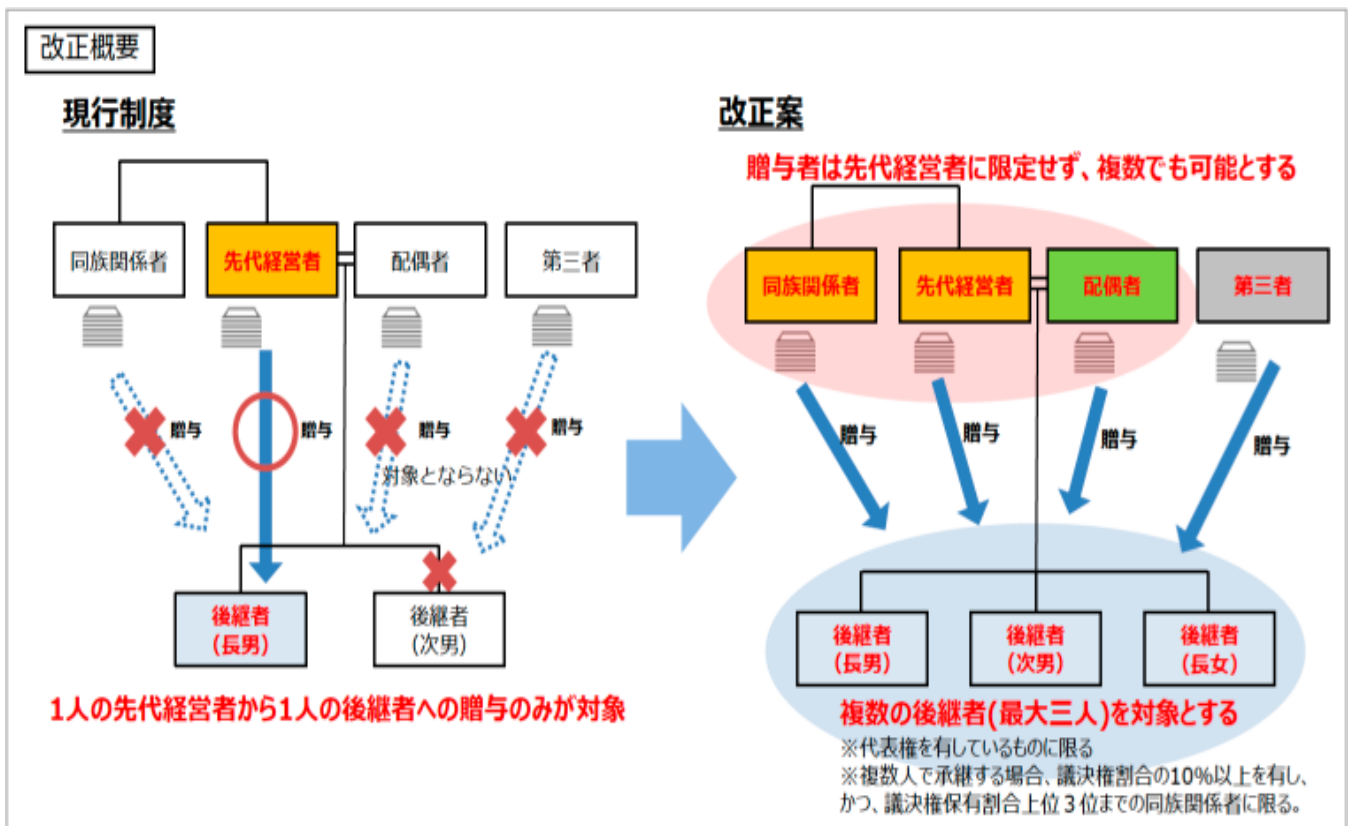 改正概要
現行制度
同族関係者
先代経営者
配偶者
第三者
贈与
贈与
贈与
贈与
対象とならない
後継者
(長男)
後継者
(次男)
1人の先代経営者から1人の後継者への贈与のみが対象
改正案
贈与者は先代経営者に限定せず、複数でも可能とする
同族関係者
先代経営者
配偶者
第三者
贈与
贈与
贈与
贈与
後継者
(長男)
後継者
(次男)
後継者
(長女)
複数の後継者(最大三人)を対象とする
※代表権を有しているものに限る
※複数人で承継する場合、議決権割合の10%以上を有し、
かつ、議決権保有割合上位3位までの同族関係者に限る。